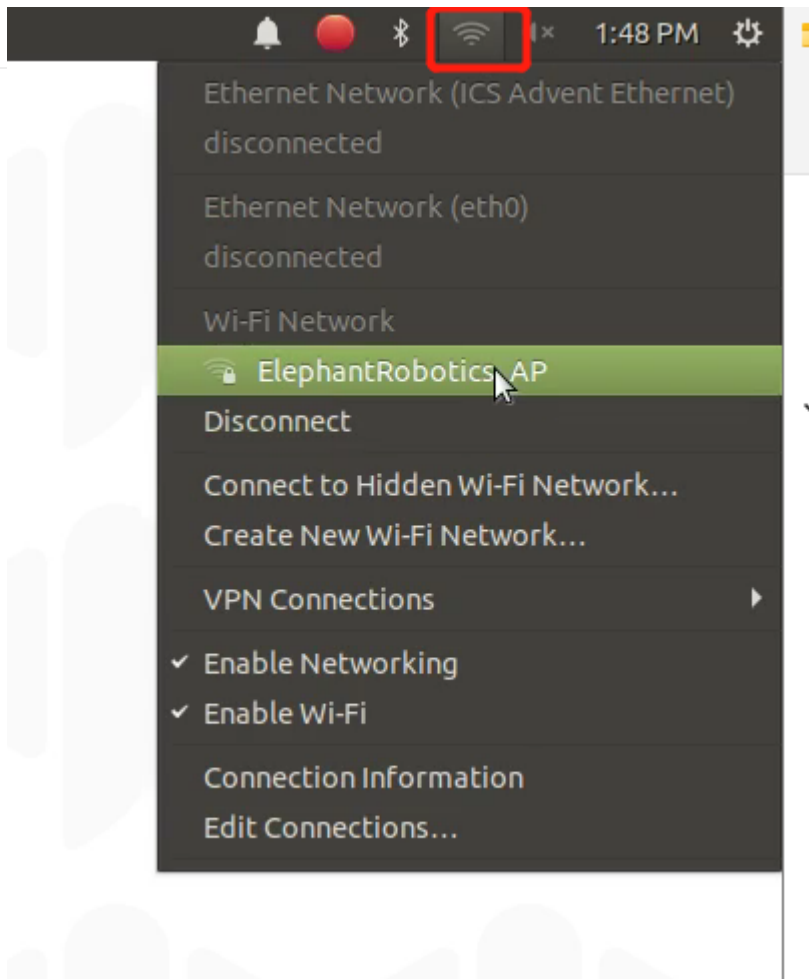 1:48 PM
Ethernet Network (ICS Advent Ethernet)
disconnected
Ethernet Network (eth0)
disconnected
Wi-Fi Network
ElephantRobotics_AP
Disconnect
Connect to Hidden Wi-Fi Network…
Create New Wi-Fi Network…
VPN Connections
Enable Networking
Enable Wi-Fi
Connection Information
Edit Connections…